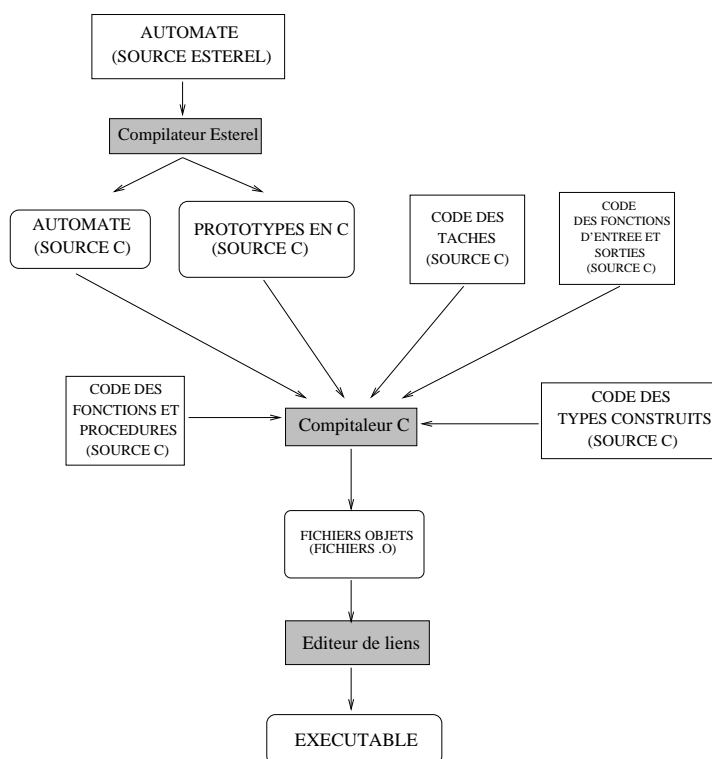 AUTOMATE
(SOURCE ESTEREL)
Compilateur Esterel
AUTOMATE
(SOURCE C)
PROTOTYPES EN C
(SOURCE C)
CODE DES
TACHES
(SOURCE C)
CODE
DES FONCTIONS
D'ENTREE ET
SORTIES
(SOURCE C)
CODE DES
FONCTIONS ET
PROCEDURES
(SOURCE C)
Compitaleur C
CODE DES
TYPES CONSTRUITS
(SOURCE C)
FICHIERS OBJETS
(FICHIERS .O)
Editeur de liens
EXECUTABLE